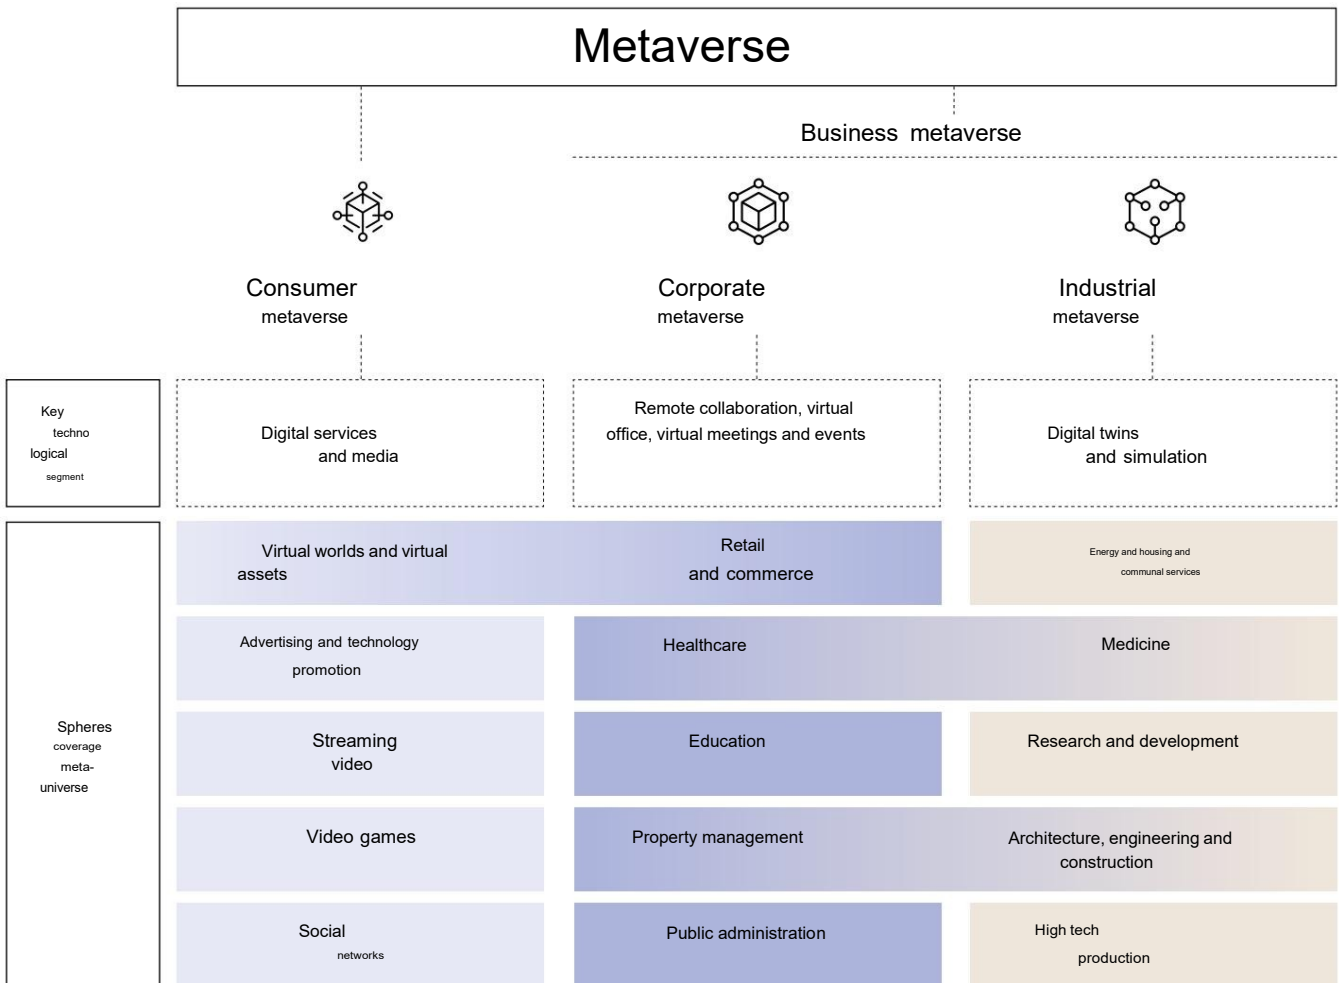 Metaverse
Business metaverse
Consumer
metaverse
Corporate
metaverse
Industrial
metaverse
Key
techno
logical
segment
Digital services
and media
Remote collaboration, virtual
office, virtual meetings and events
Digital twins
and simulation
Spheres
coverage
meta-
universe
Virtual worlds and virtual
assets
Retail
and commerce
Energy and housing and
communal services
Advertising and technology
promotion
Healthcare
Medicine
Streaming
video
Education
Research and development
Video games
Property management
Architecture, engineering and
construction
Social
networks
Public administration
High tech
production